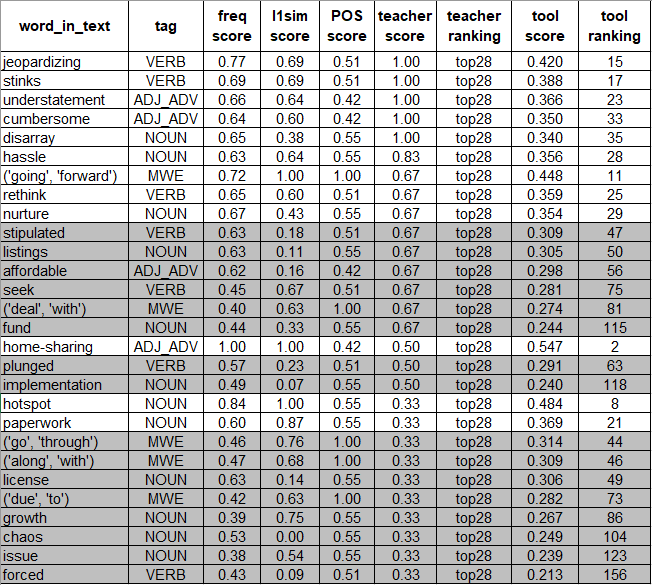 word_in_text tag freq score l1sim score POS score teacher score teacher ranking tool score tool ranking
jeopardizing VERB 0.77 0.69 0.51 1.00 top28 0.420 15
stinks VERB 0.69 0.69 0.51 1.00 top28 0.388 17
understatement ADJ_ADV 0.66 0.64 0.42 1.00 top28 0.366 23
cumbersome ADJ_ADV 0.64 0.60 0.42 1.00 top28 0.350 33
disarray NOUN 0.65 0.38 0.55 1.00 top28 0.340 35
hassle NOUN 0.63 0.64 0.55 0.83 top28 0.356 28
('going', 'forward') MWE 0.72 1.00 1.00 0.67 top28 0.448 11
rethink VERB 0.65 0.60 0.51 0.67 top28 0.359 25
nurture NOUN 0.67 0.43 0.55 0.67 top28 0.354 29
stipulated VERB 0.63 0.18 0.51 0.67 top28 0.309 47
listings NOUN 0.63 0.11 0.55 0.67 top28 0.305 50
affordable ADJ_ADV 0.62 0.16 0.42 0.67 top28 0.298 56
seek VERB 0.45 0.67 0.51 0.67 top28 0.281 75
('deal', 'with') MWE 0.40 0.63 1.00 0.67 top28 0.274 81
fund NOUN 0.44 0.33 0.55 0.67 top28 0.244 115
home-sharing ADJ_ADV 1.00 1.00 0.42 0.50 top28 0.547 2
plunged VERB 0.57 0.23 0.51 0.50 top28 0.291 63
implementation NOUN 0.49 0.07 0.55 0.50 top28 0.240 118
hotspot NOUN 0.84 1.00 0.55 0.33 top28 0.484 8
paperwork NOUN 0.60 0.87 0.55 0.33 top28 0.369 21
('go', 'through') MWE 0.46 0.76 1.00 0.33 top28 0.314 44
('along', 'with') MWE 0.47 0.68 1.00 0.33 top28 0.309 46
license NOUN 0.63 0.14 0.55 0.33 top28 0.306 49
('due', 'to') MWE 0.42 0.63 1.00 0.33 top28 0.282 73
growth NOUN 0.39 0.75 0.55 0.33 top28 0.267 86
chaos NOUN 0.53 0.00 0.55 0.33 top28 0.249 104
issue NOUN 0.38 0.54 0.55 0.33 top28 0.239 123
forced VERB 0.43 0.09 0.51 0.33 top28 0.213 156